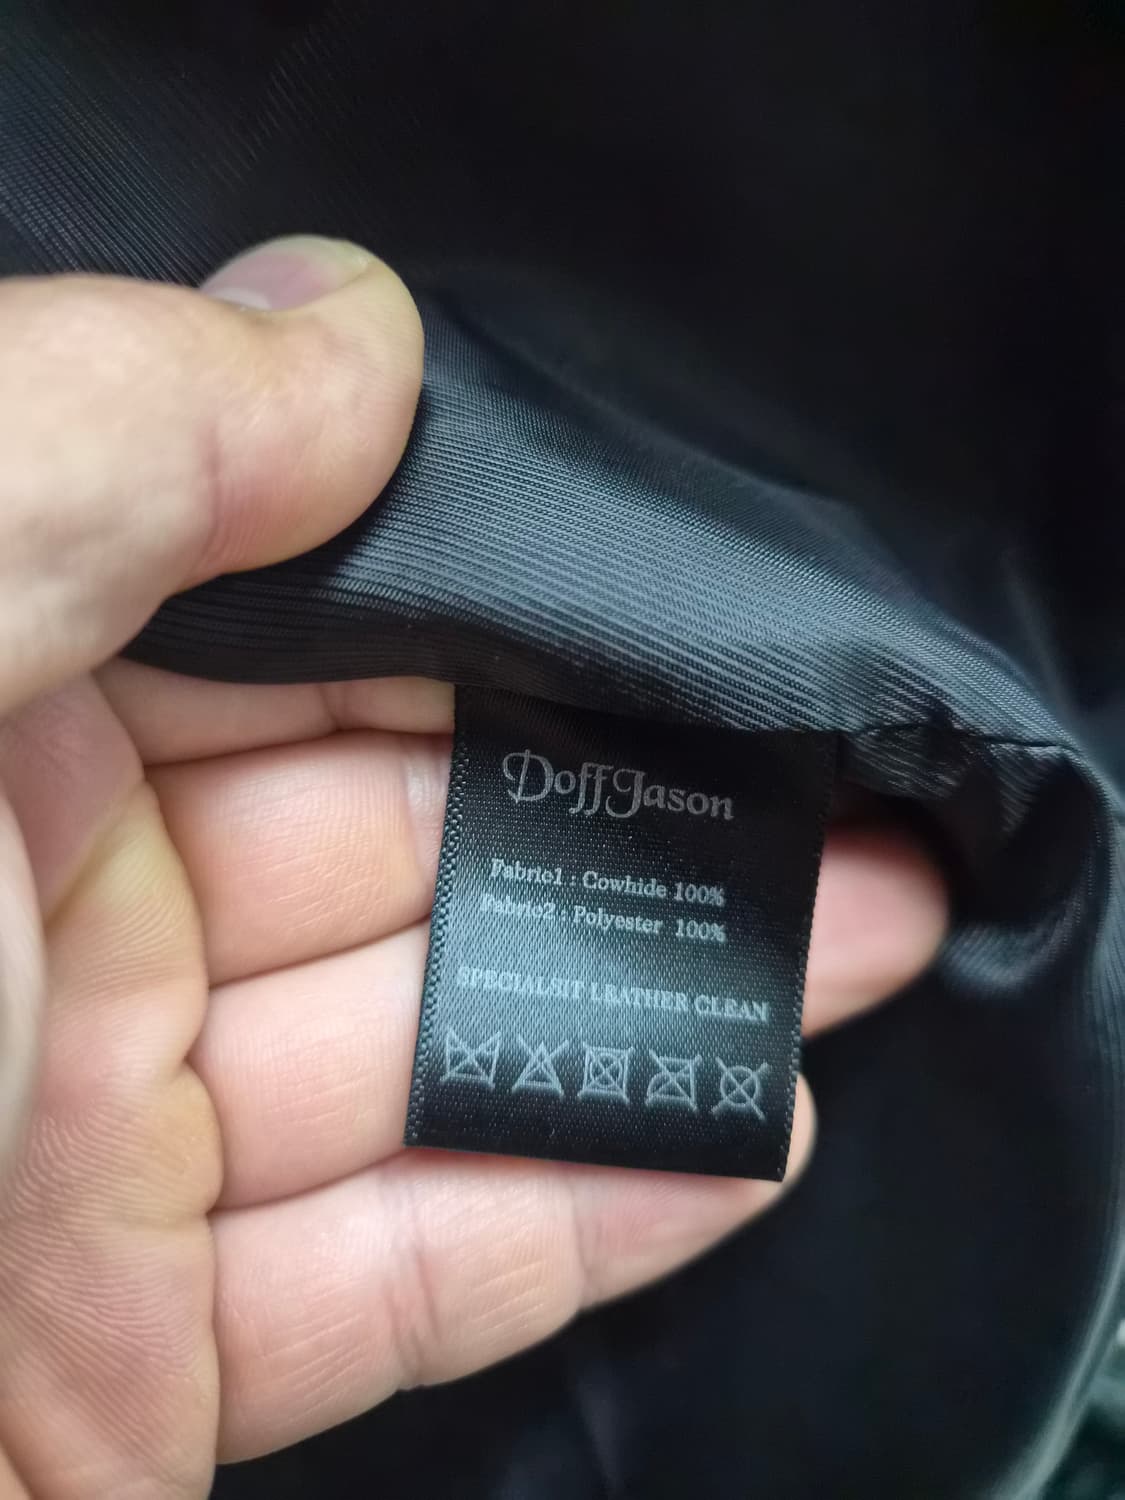 DoffJason
Fabric1 : Cowhide 100%
Fabric2 : Polyester 100%
SPECIALSIT LEATHER CLEAN